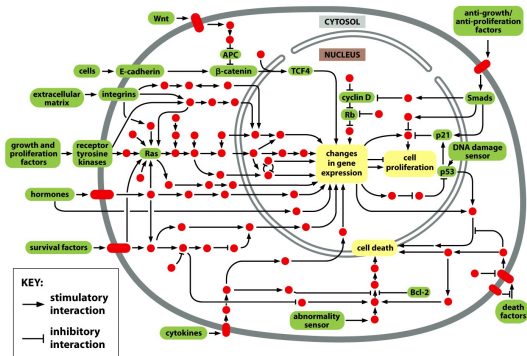 Wnt
CYTOSOL
anti-growth/
anti-proliferation
factors
NUCLEUS
APC
cells
E-cadherin
β-catenin
TCF4
extracellular
matrix
integrins
cyclin D
Smads
Rb
p21
growth and
proliferation
factors
receptor
tyrosine
kinases
Ras
changes
in gene
expression
cell
proliferation
DNA damage
sensor
p53
hormones
survival factors
cell death
KEY:
stimulatory
interaction
inhibitory
interaction
Bcl-2
abnormality
sensor
cytokines
death
factors